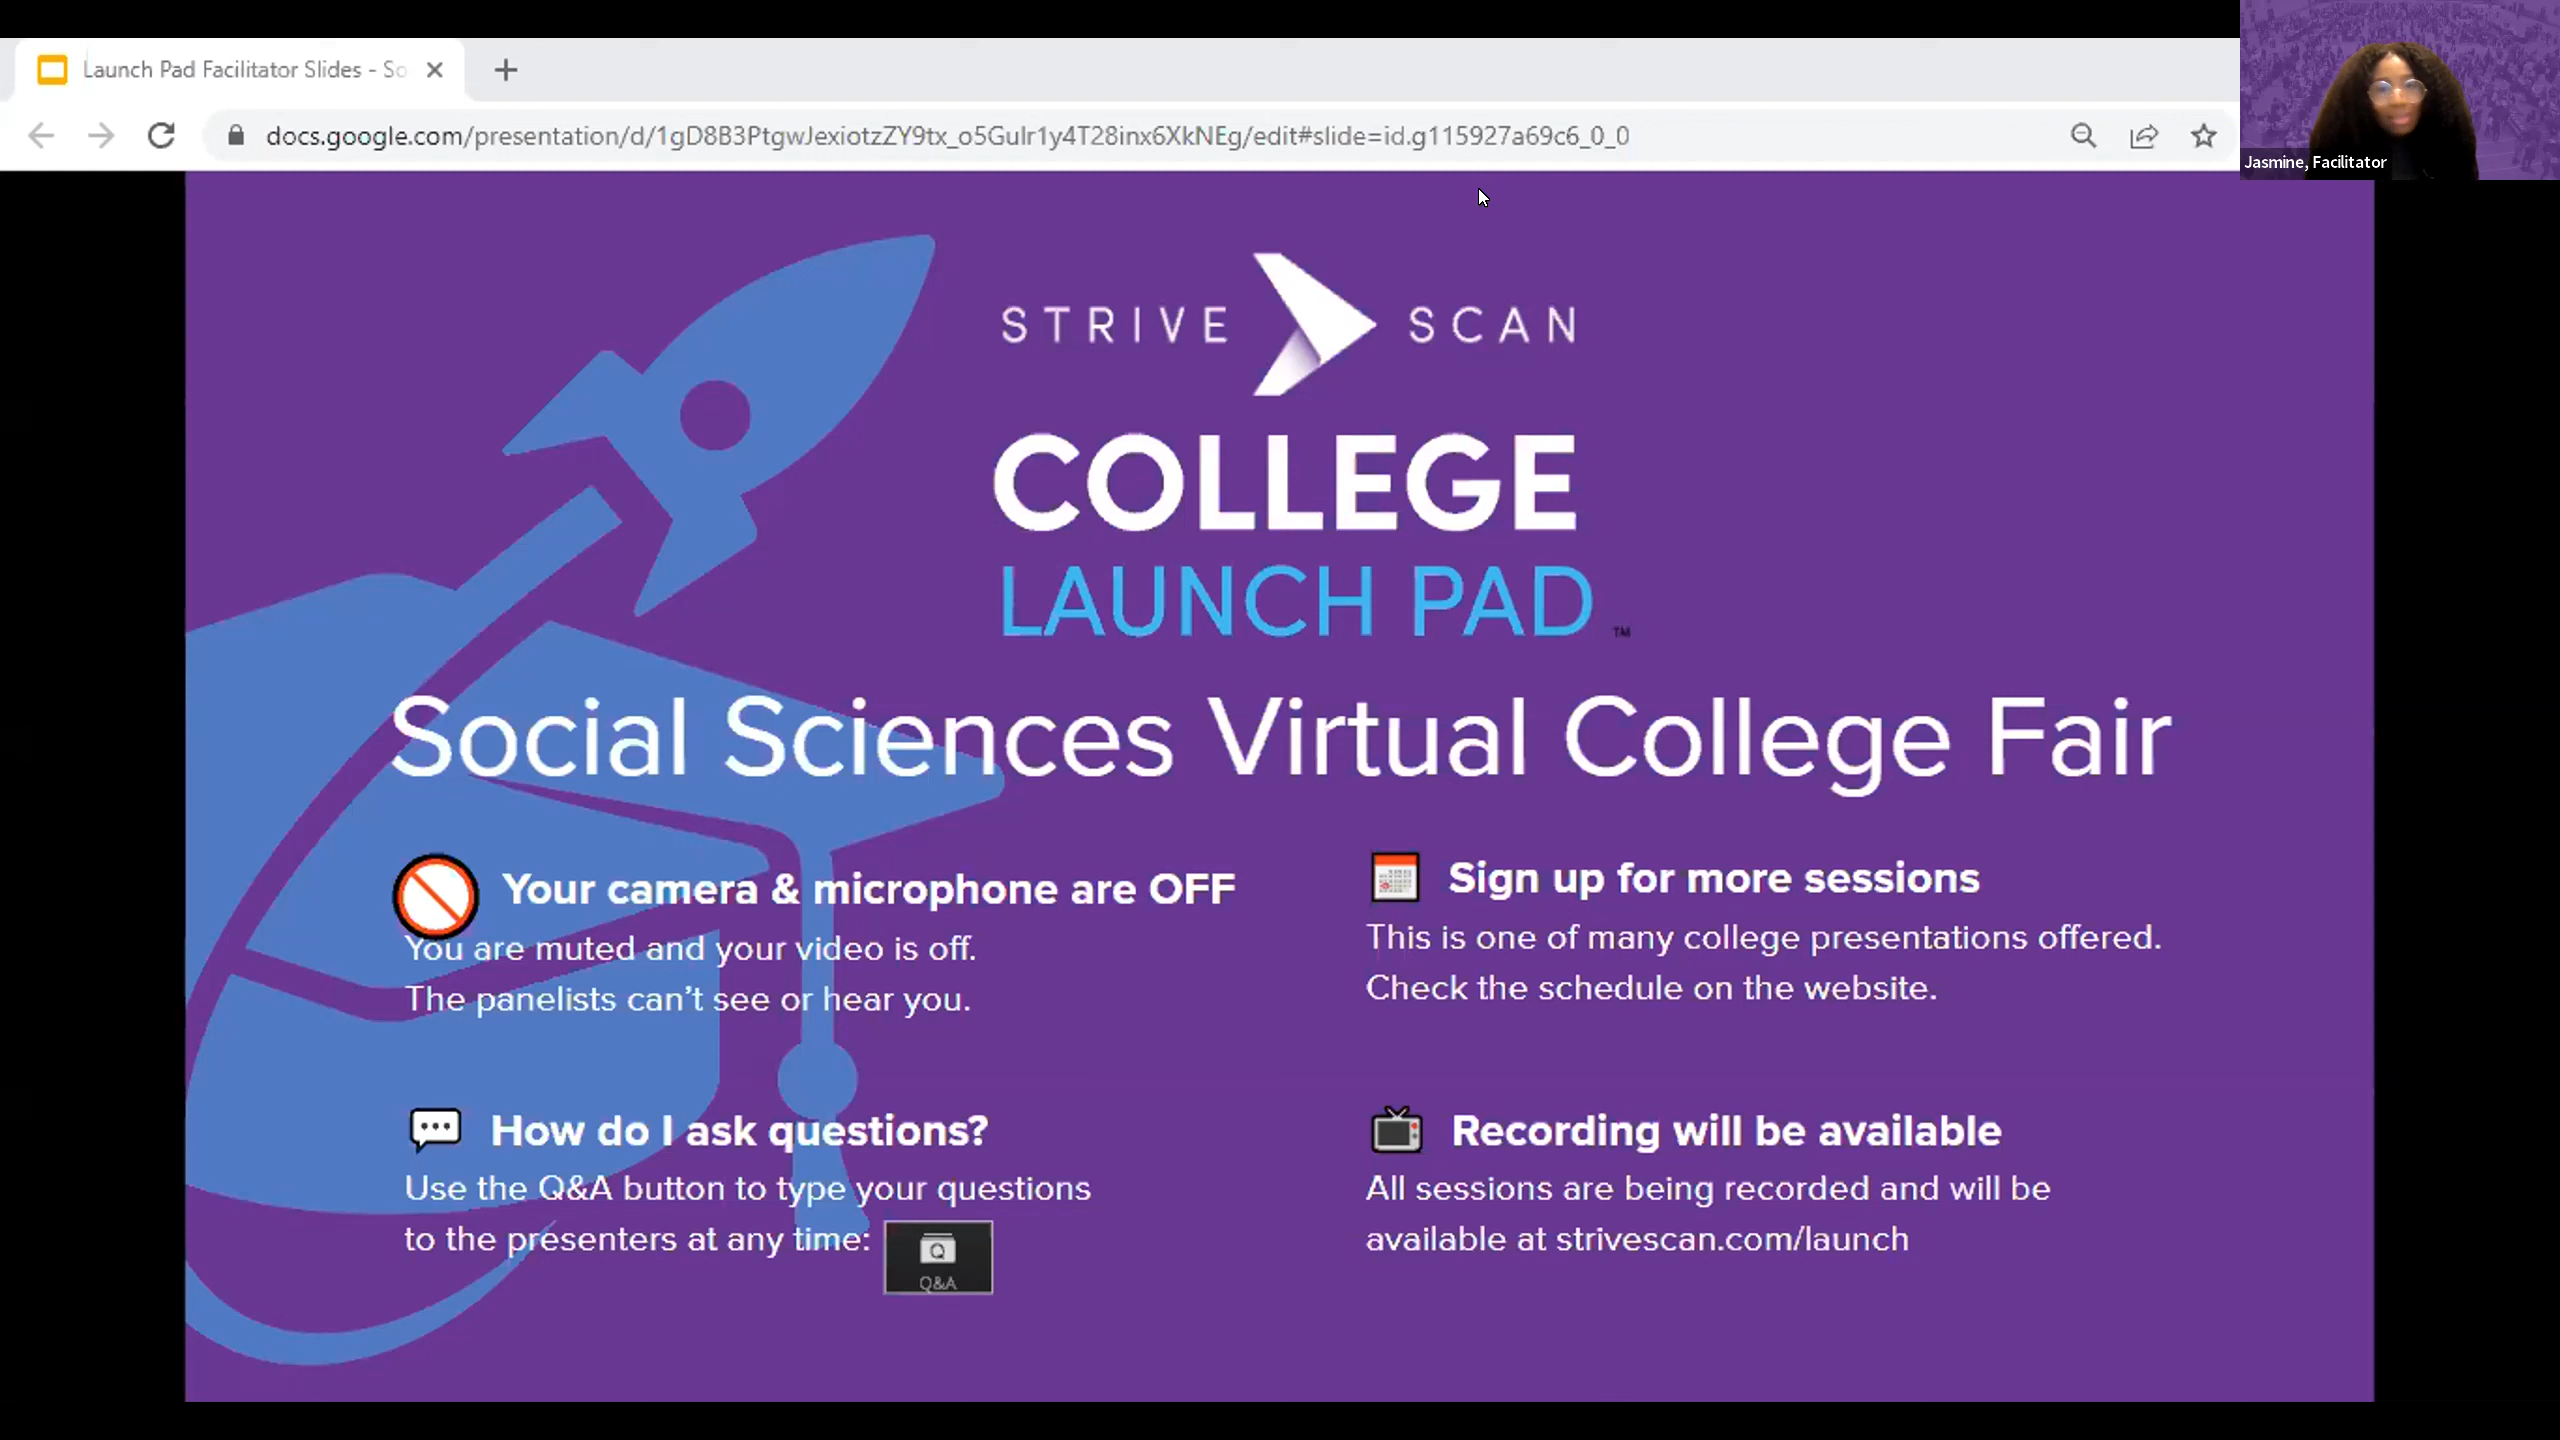 Launch Pad Facilitator Slides - So
docs.google.com/presentation/d/1gD8B3PtgwJexiotzZY9tx_o5Gulr1y4T28inx6XkNEg/edit#slide=id.g115927a69c6_0_0
Jasmine, Facilitator
STRIVE SCAN
COLLEGE
LAUNCH PAD ™
Social Sciences Virtual College Fair
Your camera & microphone are OFF
You are muted and your video is off.
The panelists can't see or hear you.
Sign up for more sessions
This is one of many college presentations offered.
Check the schedule on the website.
How do I ask questions?
Use the Q&A button to type your questions
to the presenters at any time:
Q
Q&A
Recording will be available
All sessions are being recorded and will be
available at strivescan.com/launch